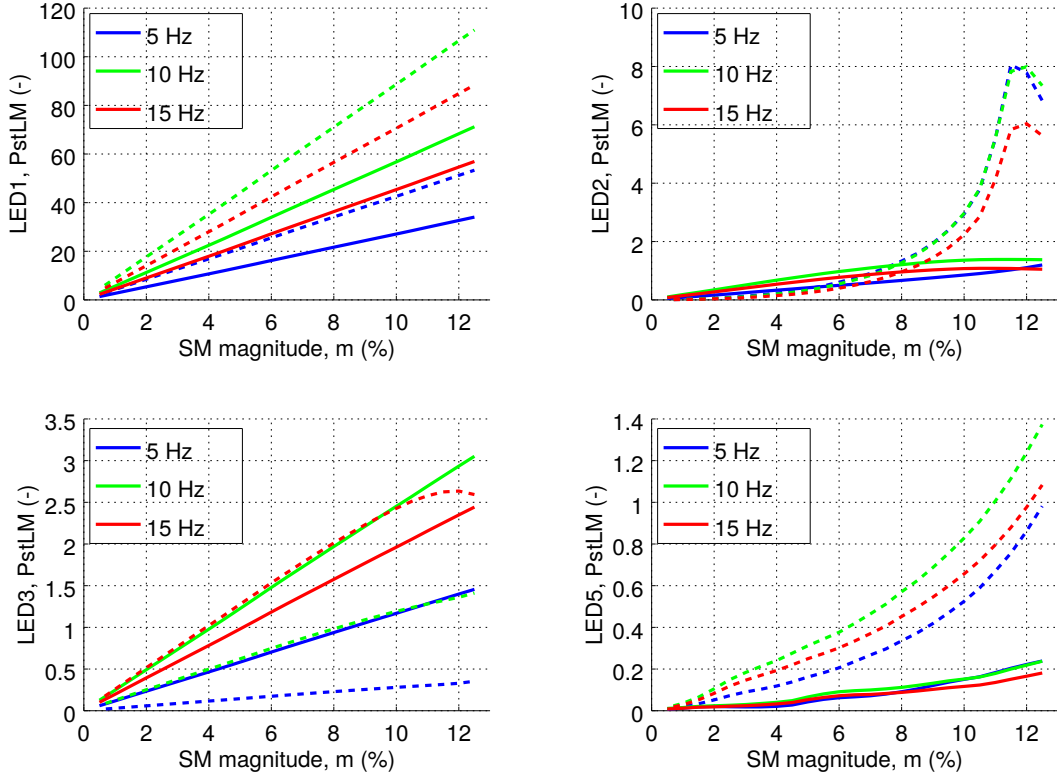 LED1, PstLM (-)
120
100
80
60
40
20
0
5 Hz
10 Hz
15 Hz
0 2 4 6 8 10 12
SM magnitude, m (%)
LED2, PstLM (-)
10
8
6
4
2
0
5 Hz
10 Hz
15 Hz
0 2 4 6 8 10 12
SM magnitude, m (%)
LED3, PstLM (-)
3.5
3
2.5
2
1.5
1
0.5
0
5 Hz
10 Hz
15 Hz
0 2 4 6 8 10 12
SM magnitude, m (%)
LED5, PstLM (-)
1.4
1.2
1
0.8
0.6
0.4
0.2
0
5 Hz
10 Hz
15 Hz
0 2 4 6 8 10 12
SM magnitude, m (%)